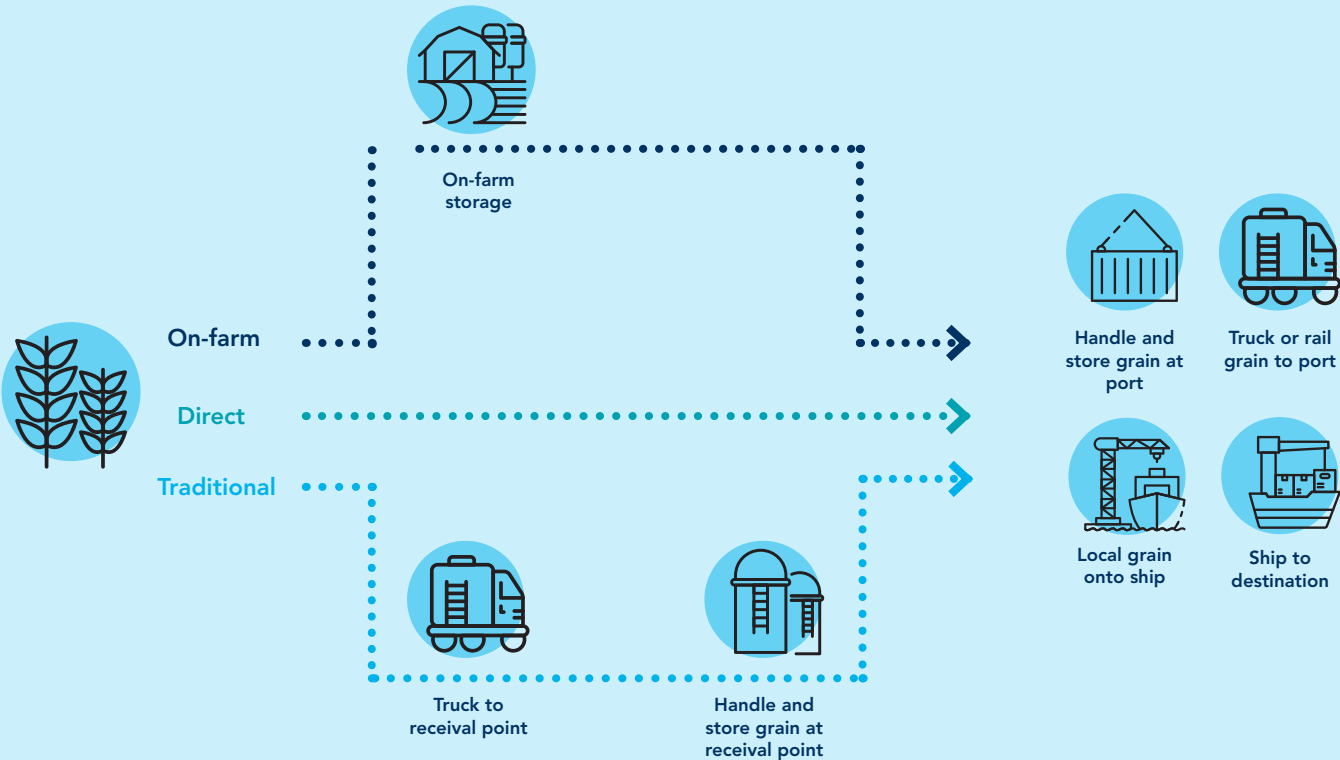 On-farm
storage
On-farm
Direct
Traditional
Truck to
receival point
Handle and
store grain at
receival point
Handle and
store grain at
port
Truck or rail
grain to port
Local grain
onto ship
Ship to
destination